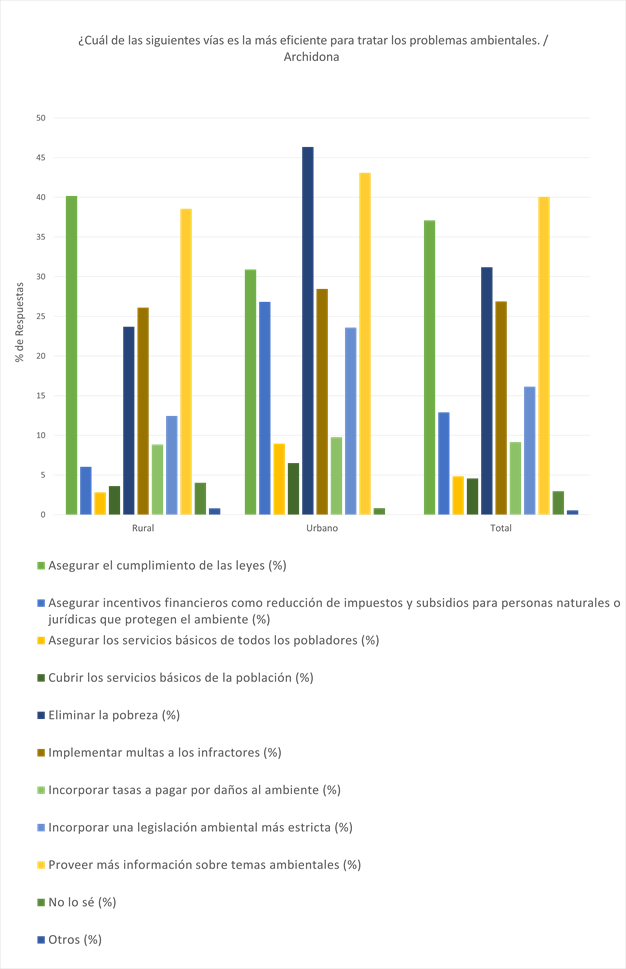 ¿Cuál de las siguientes vías es la más eficiente para tratar los problemas ambientales. /
Archidona
50
45
40
35
30
25
20
15
10
5
0
% de Respuestas
Rural
Urbano
Total
Asegurar el cumplimiento de las leyes (%)
Asegurar incentivos financieros como reducción de impuestos y subsidios para personas naturales o
jurídicas que protegen el ambiente (%)
Asegurar los servicios básicos de todos los pobladores (%)
Cubrir los servicios básicos de la población (%)
Eliminar la pobreza (%)
Implementar multas a los infractores (%)
Incorporar tasas a pagar por daños al ambiente (%)
Incorporar una legislación ambiental más estricta (%)
Proveer más información sobre temas ambientales (%)
No lo sé (%)
Otros (%)